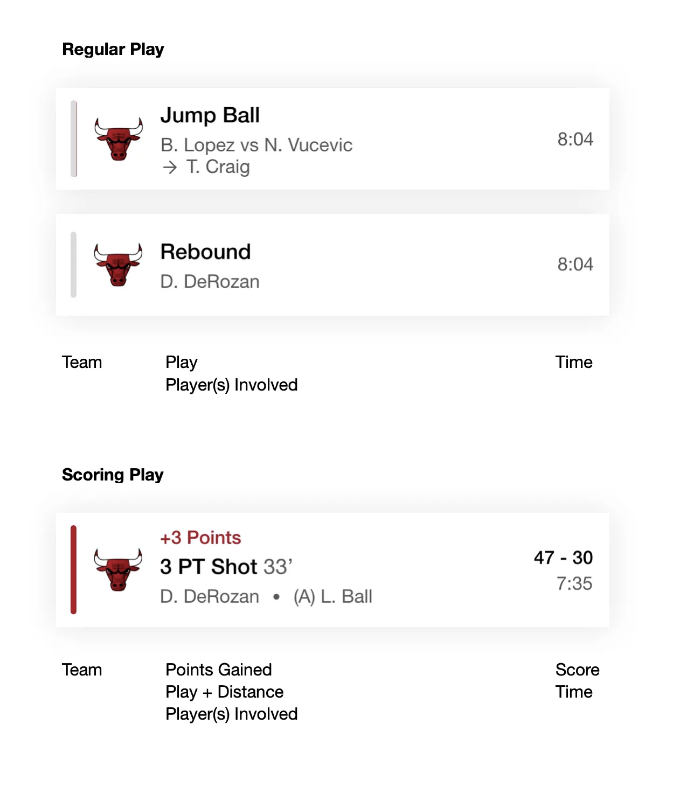 Regular Play
Jump Ball
B. Lopez vs N. Vucevic
→ T. Craig
8:04
Rebound
D. DeRozan
8:04
Team Play Time
Player(s) Involved
Scoring Play
+3 Points
3 PT Shot 33’
D. DeRozan • (A) L. Ball
47 - 30
7:35
Team Points Gained Score
Play + Distance Time
Player(s) Involved